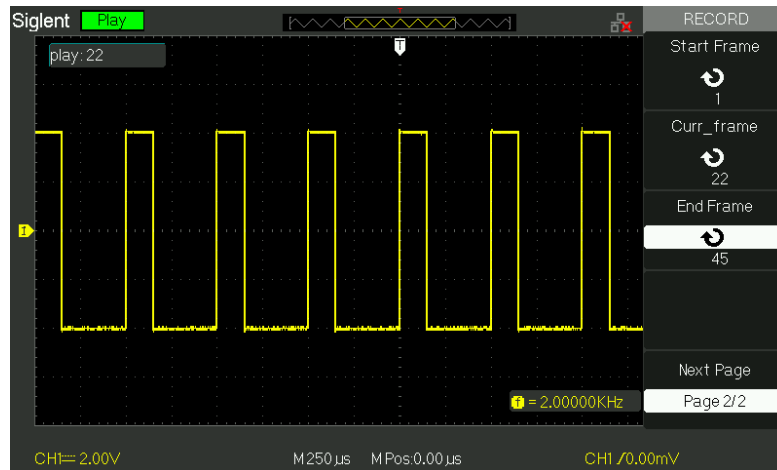 Siglent Play T RECORD
play: 22
T
Start Frame
1
Curr_frame
22
End Frame
45
Next Page
Page 2/2
f = 2.00000KHz
CH1 2.00V M 250µs M Pos:0.00µs CH1 0.00mV